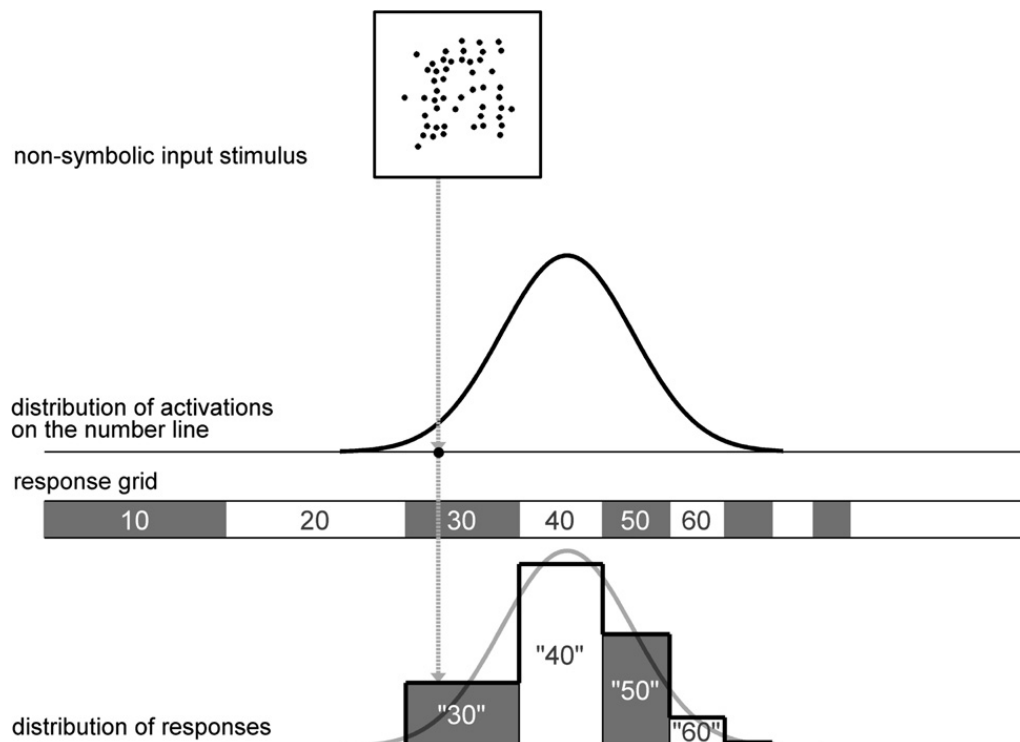 non-symbolic input stimulus
distribution of activations
on the number line
response grid
10 20 30 40 50 60
"40"
"50"
"30"
"60"
distribution of responses